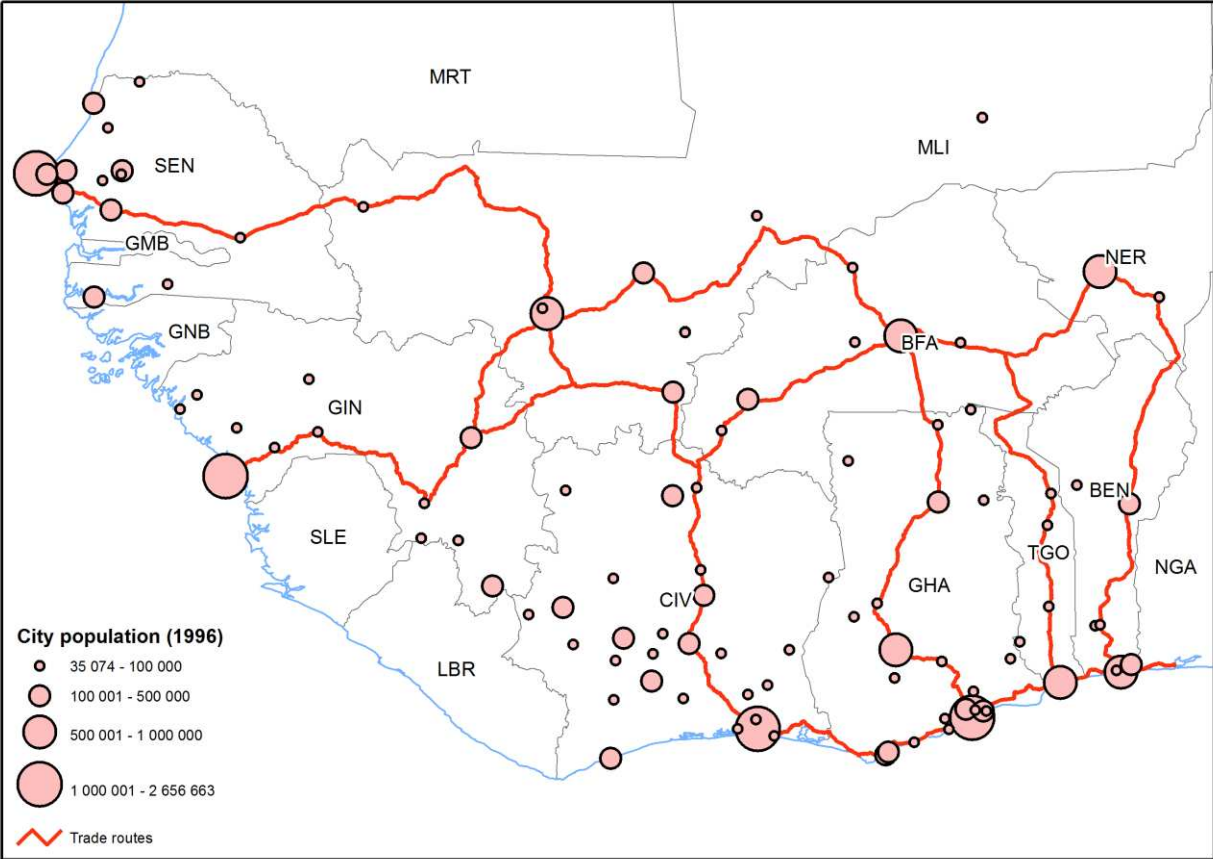 MRT
MLI
SEN
GMB
NER
GNB
BFA
GIN
BEN
SLE
TGO
NGA
GHA
CIV
LBR
City population (1996)
35 074 - 100 000
100 001 - 500 000
500 001 - 1 000 000
1 000 001 - 2 656 663
Trade routes